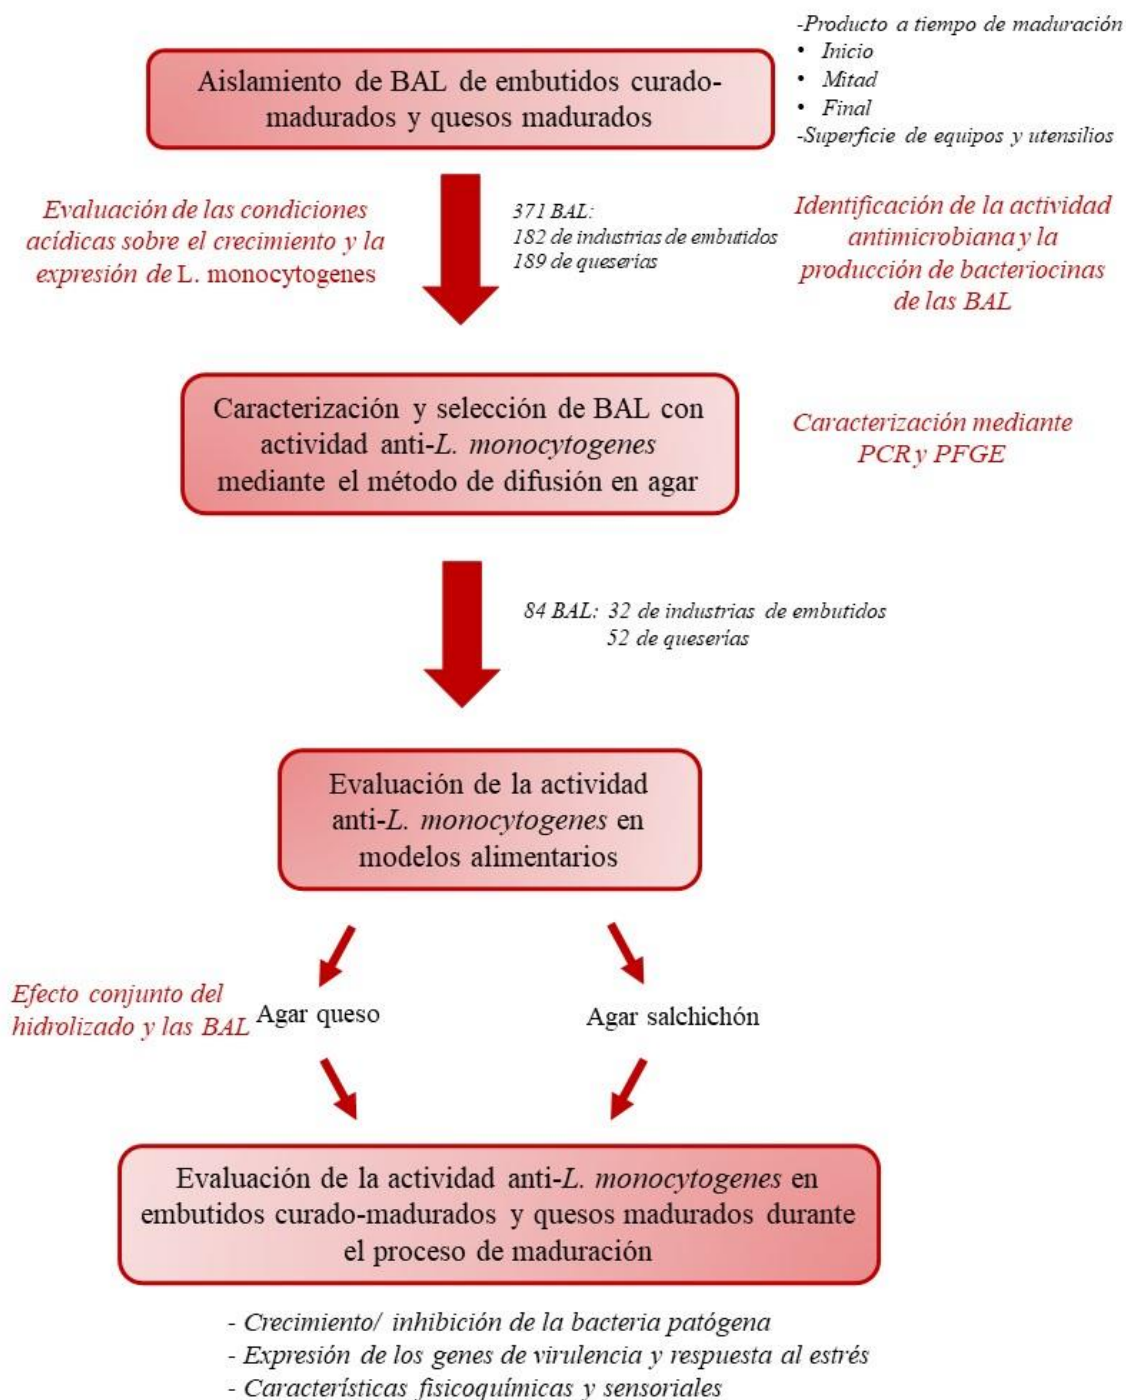 -Producto a tiempo de maduración
• Inicio
• Mitad
• Final
-Superficie de equipos y utensilios
Aislamiento de BAL de embutidos curado-
madurados y quesos madurados
Evaluación de las condiciones
acídicas sobre el crecimiento y la
expresión de L. monocytogenes
371 BAL:
182 de industrias de embutidos
189 de queserías
Identificación de la actividad
antimicrobiana y la
producción de bacteriocinas
de las BAL
Caracterización y selección de BAL con
actividad anti-L. monocytogenes
mediante el método de difusión en agar
Caracterización mediante
PCR y PFGE
84 BAL: 32 de industrias de embutidos
52 de queserías
Evaluación de la actividad
anti-L. monocytogenes en
modelos alimentarios
Efecto conjunto del
hidrolizado y las BAL
Agar queso
Agar salchichón
Evaluación de la actividad anti-L. monocytogenes en
embutidos curado-madurados y quesos madurados durante
el proceso de maduración
- Crecimiento/ inhibición de la bacteria patógena
- Expresión de los genes de virulencia y respuesta al estrés
- Características fisicoquímicas y sensoriales